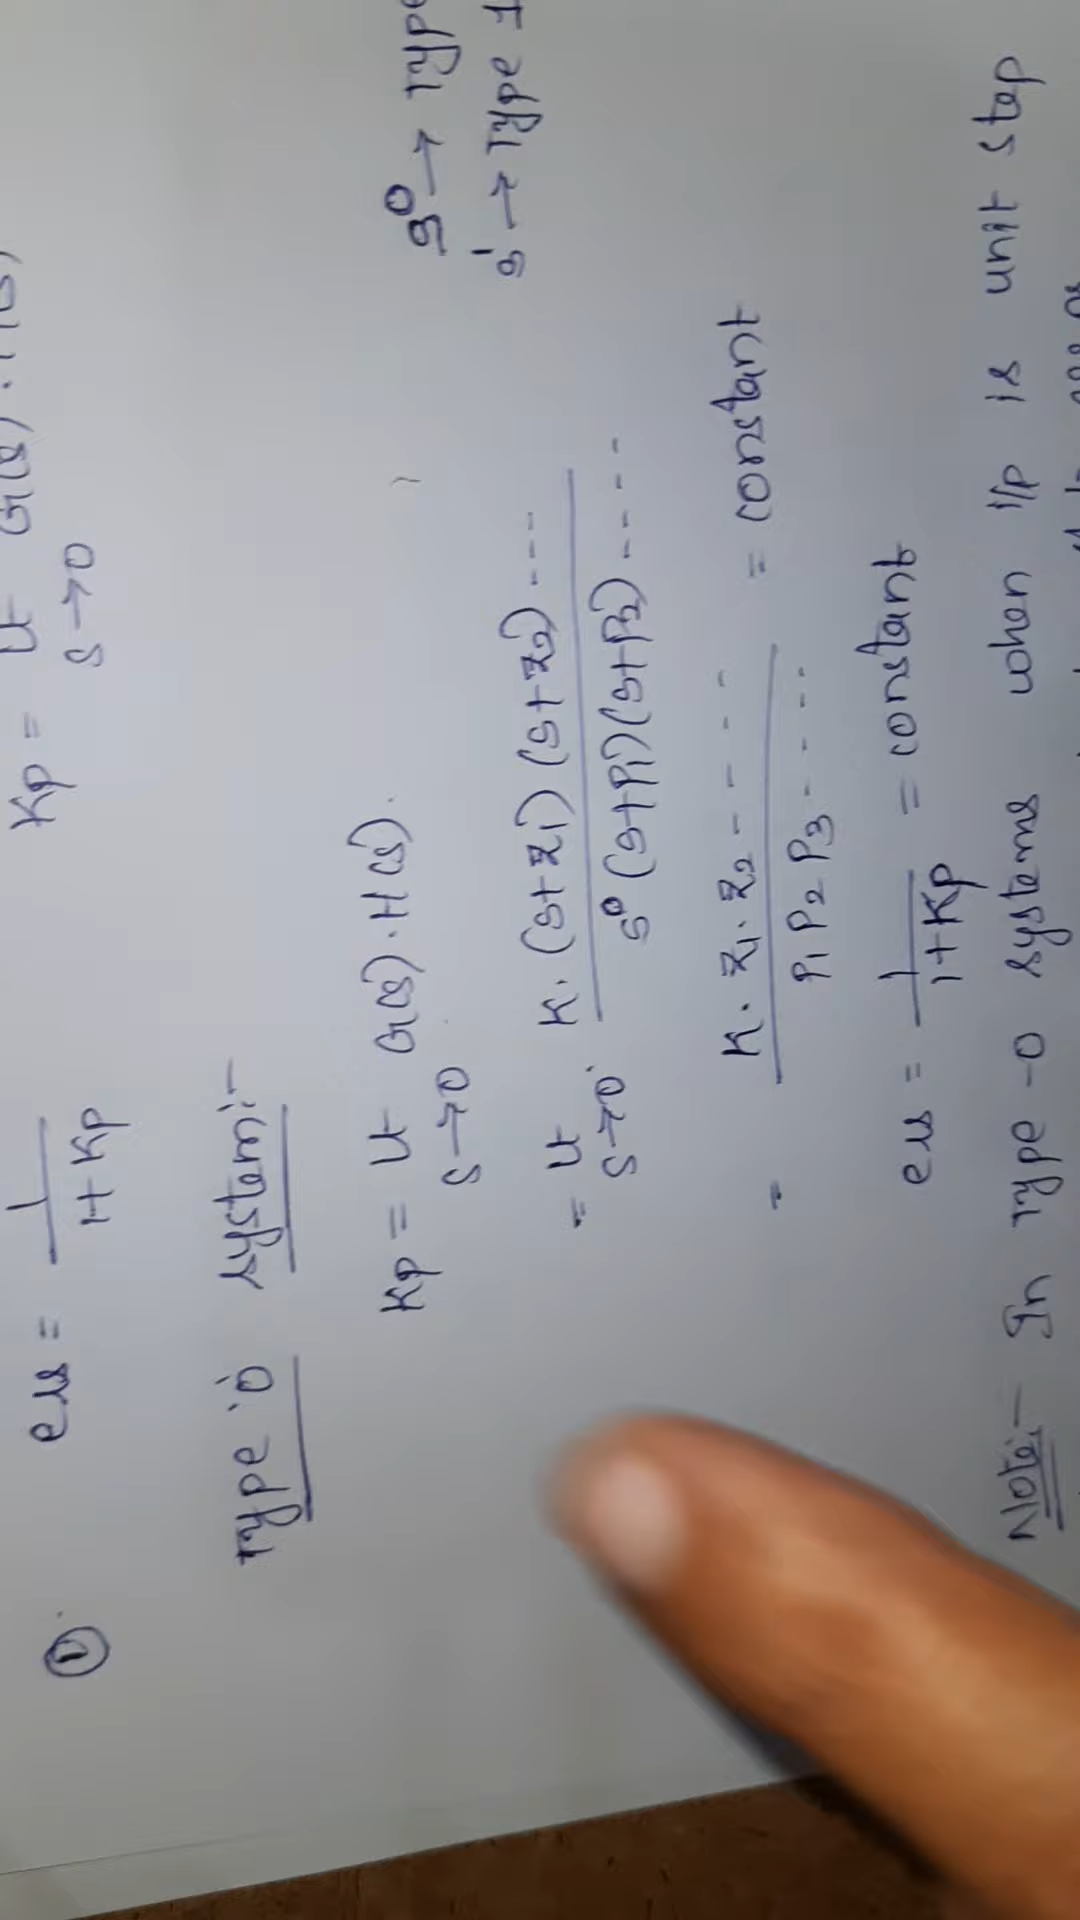 ① ess = 1/(1+Kp) Kp = lt s→0 G(s).H(s)
Type '0' system:-
Kp = lt s→0 G(s).H(s). s⁰ → Type
= lt s→0 K.(s+z₁)(s+z₂)---- / s⁰(s+p₁)(s+p₂)----- s¹ → Type 1
= K.z₁.z₂----- / P₁P₂P₃----- = constant
ess = 1/(1+Kp) = constant
Note:- In Type-0 systems when i/p is unit step